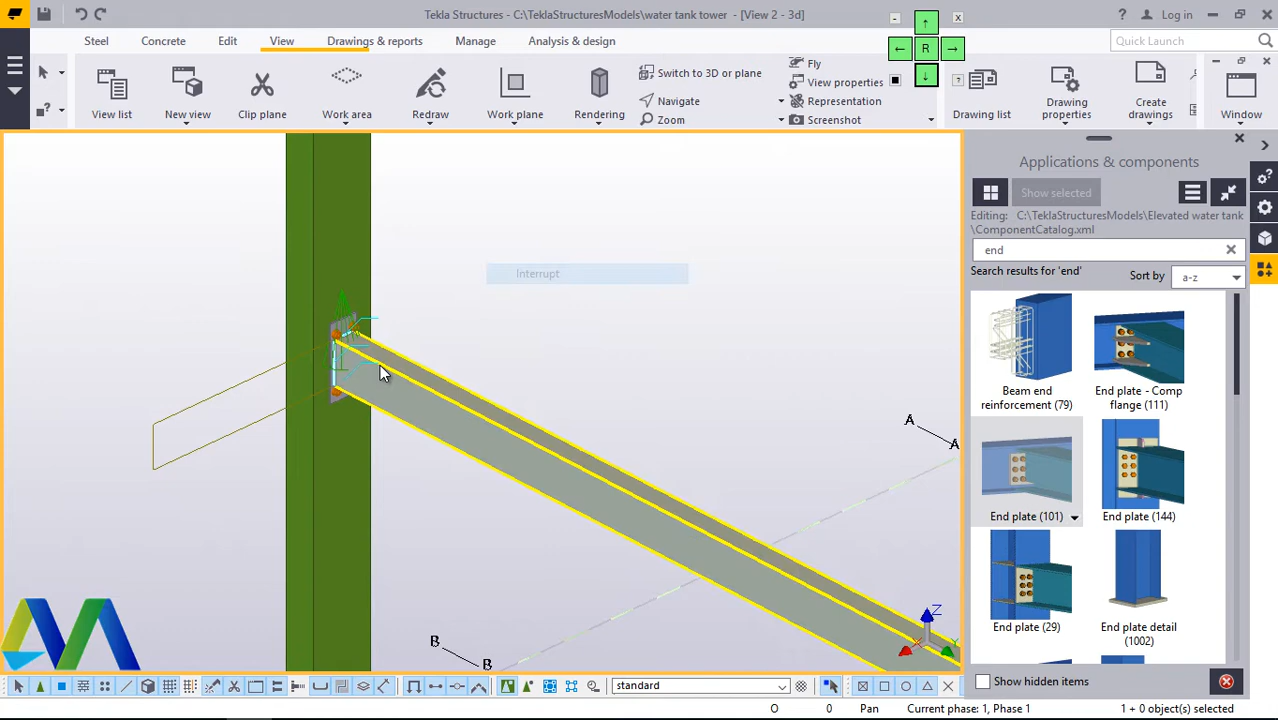 Tekla Structures - C:\TeklaStructuresModels\water tank tower - [View 2 - 3d]
? Log in
Steel Concrete Edit View Drawings & reports Manage Analysis & design
- x
R
?
Quick Launch
View list
New view
Clip plane
Work area
Redraw
Work plane
Rendering
Switch to 3D or plane
Navigate
Zoom
Fly
View properties
Representation
Screenshot
Drawing list
Drawing properties
Create drawings
Window
Interrupt
A
A
B
B
Z
Applications & components
Show selected
Editing: C:\TeklaStructuresModels\Elevated water tank
\ComponentCatalog.xml
end
Search results for 'end'
Sort by a-z
Beam end
reinforcement (79)
End plate - Comp
flange (111)
End plate (101)
End plate (144)
End plate (29)
End plate detail
(1002)
Show hidden items
standard
O 0 Pan Current phase: 1, Phase 1 1 + 0 object(s) selected